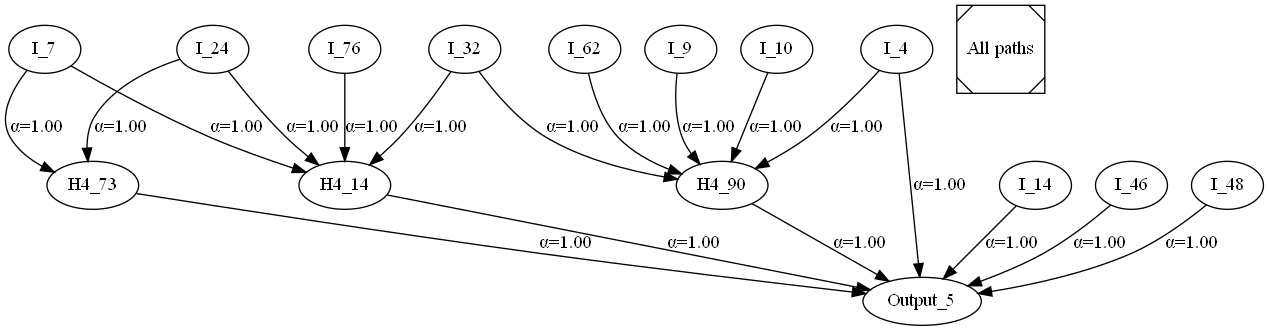 I_7 I_24 I_76 I_32 I_62 I_9 I_10 I_4 All paths
α=1.00 α=1.00 α=1.00 α=1.00 α=1.00 α=1.00 α=1.00 α=1.00 α=1.00 α=1.00 α=1.00
H4_73 H4_14 H4_90 α=1.00 I_14 I_46 I_48
α=1.00 α=1.00 α=1.00 α=1.00 α=1.00 α=1.00
Output_5